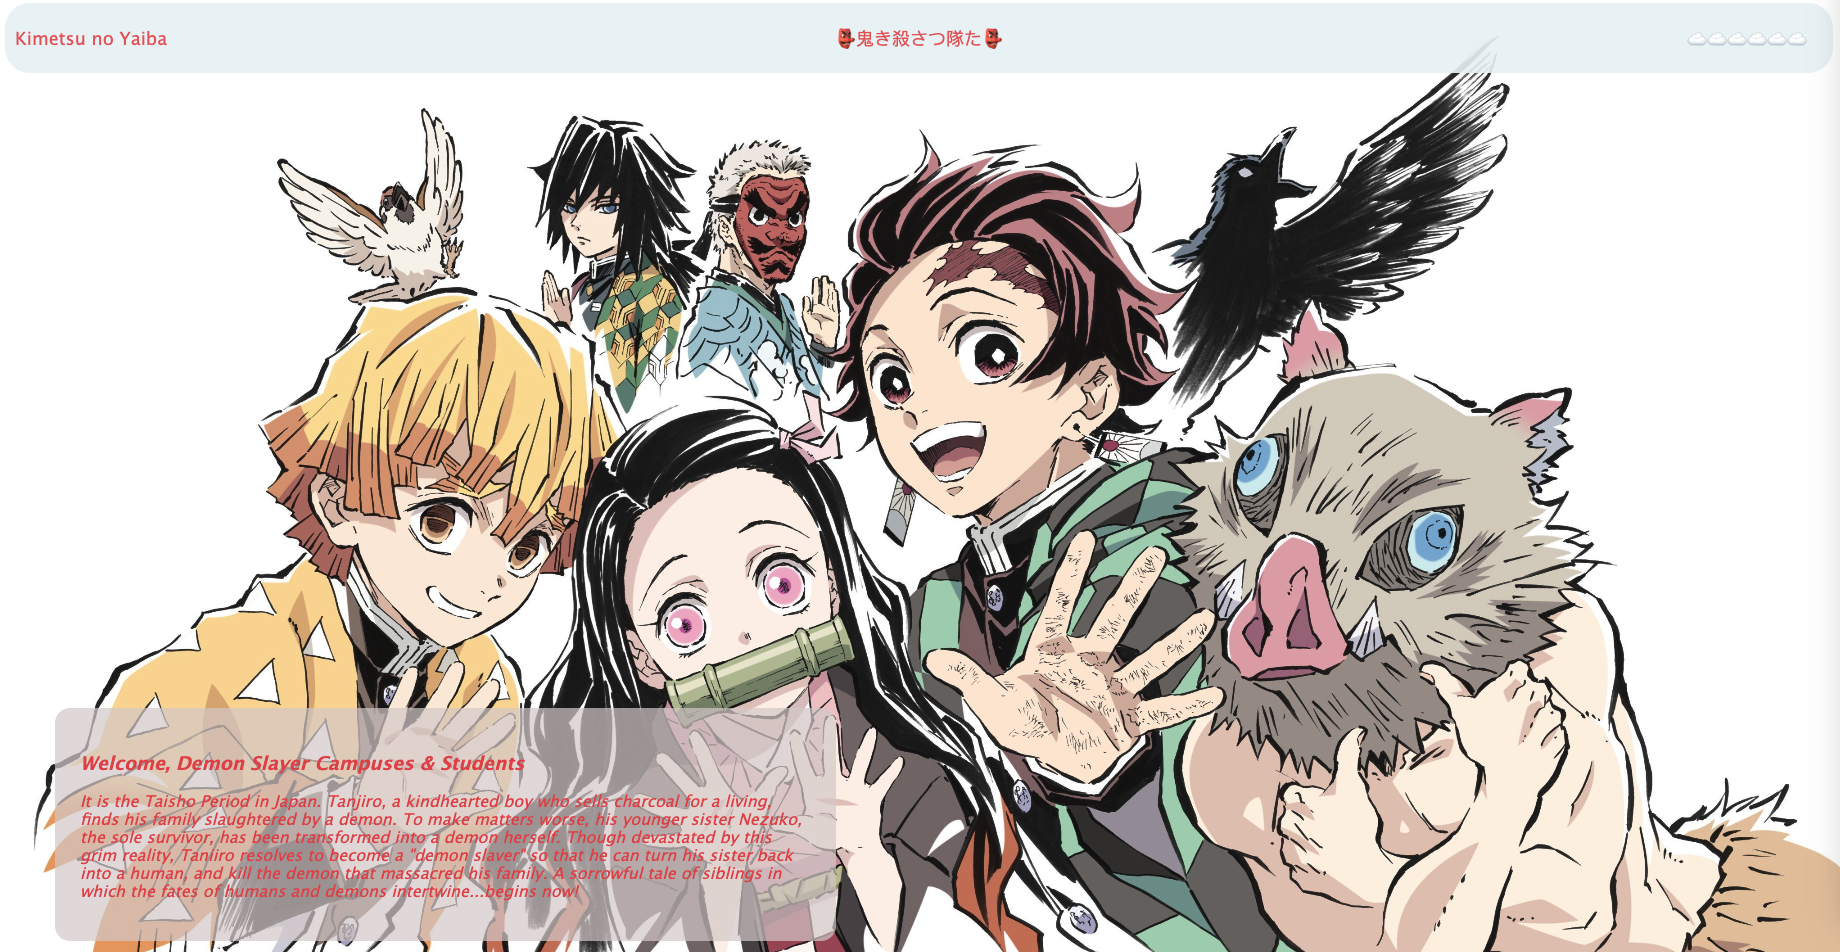 Kimetsu no Yaiba
👺鬼き殺さつ隊た👺
☁️☁️☁️☁️☁️☁️
Welcome, Demon Slayer Campuses & Students
It is the Taisho Period in Japan. Tanjiro, a kindhearted boy who sells charcoal for a living,
finds his family slaughtered by a demon. To make matters worse, his younger sister Nezuko,
the sole survivor, has been transformed into a demon herself. Though devastated by this
grim reality, Tanjiro resolves to become a "demon slayer" so that he can turn his sister back
into a human, and kill the demon that massacred his family. A sorrowful tale of siblings in
which the fates of humans and demons intertwine...begins now!